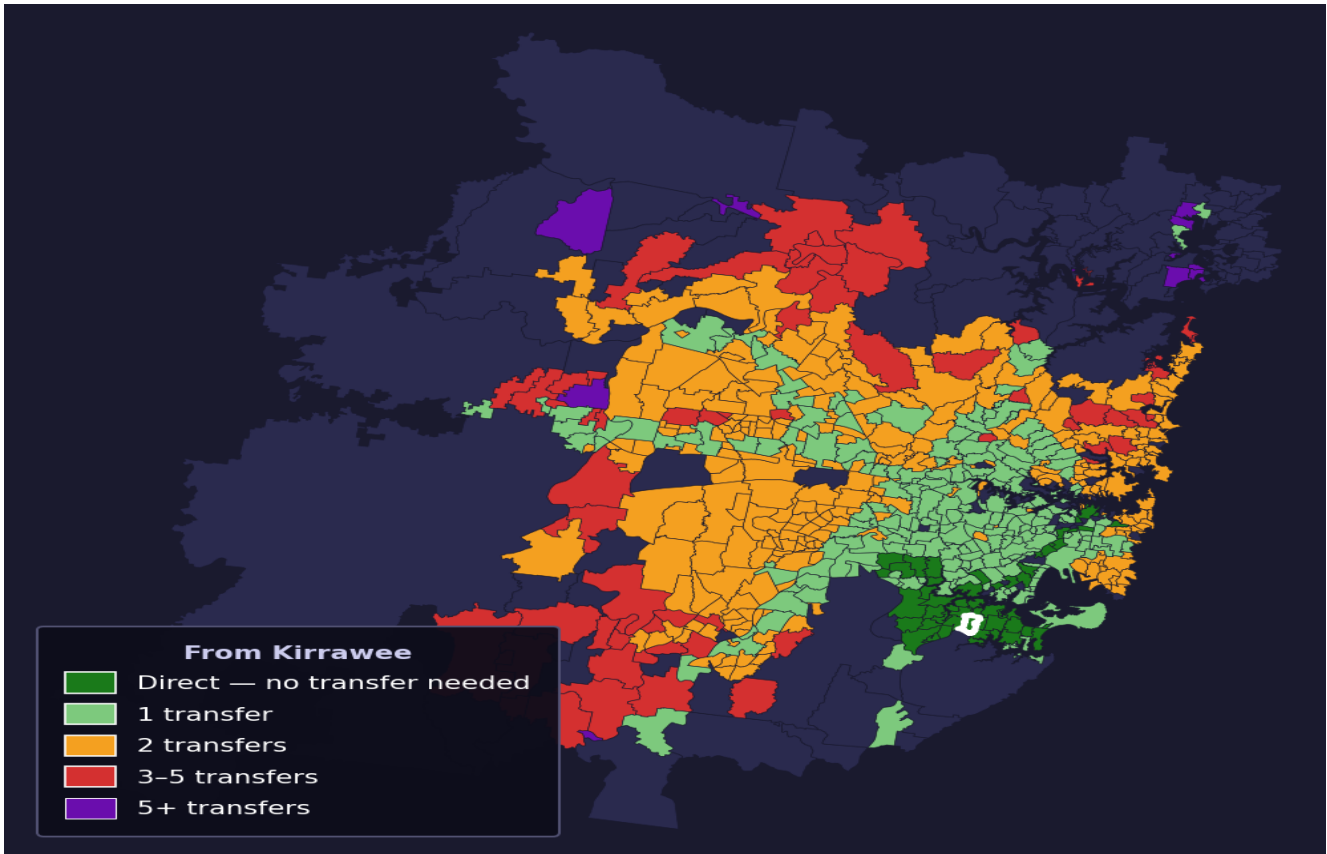 From Kirrawee
Direct — no transfer needed
1 transfer
2 transfers
3–5 transfers
5+ transfers